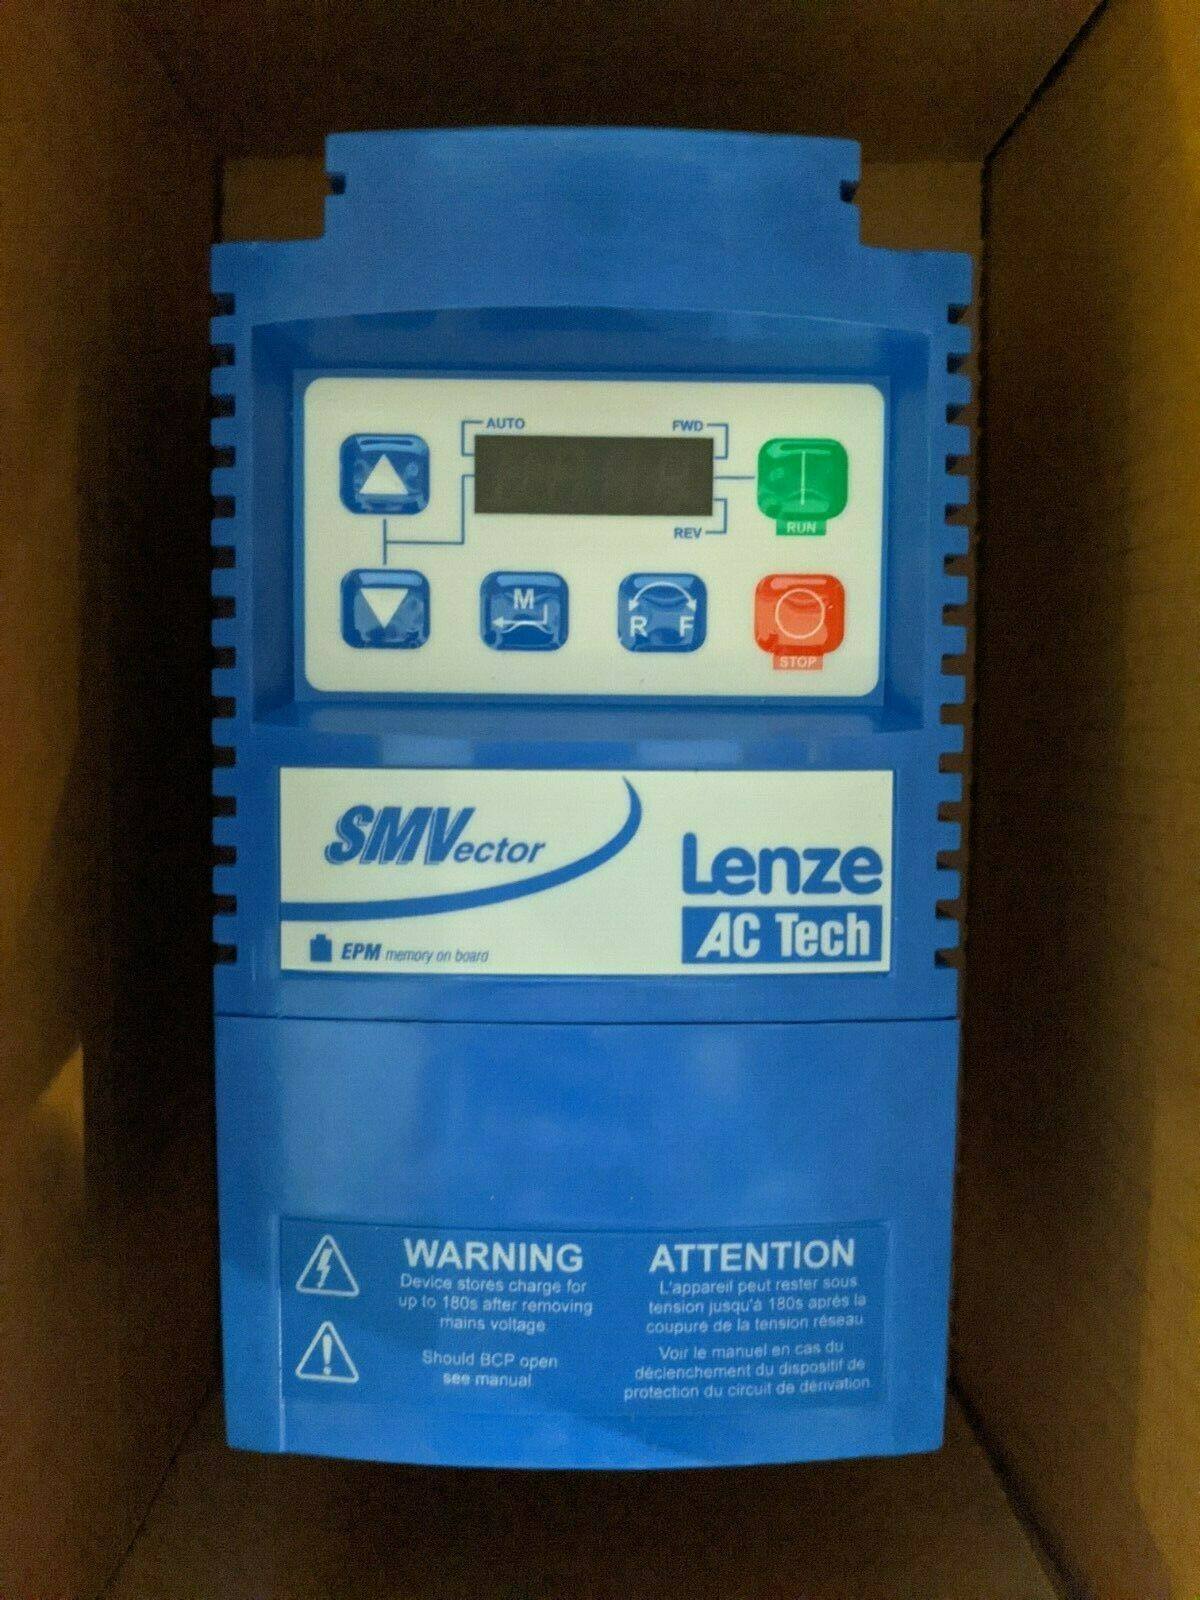 AUTO
FWD
REV
RUN
M
R F
STOP
SMVector
Lenze
AC Tech
EPM memory on board
WARNING
Device stores charge for
up to 180s after removing
mains voltage
Should BCP open
see manual
ATTENTION
L'appareil peut rester sous
tension jusqu'à 180s aprés la
coupure de la tension réseau
Voir le manuel en cas du
déclenchement du dispositif de
protection du circuit de dérivation